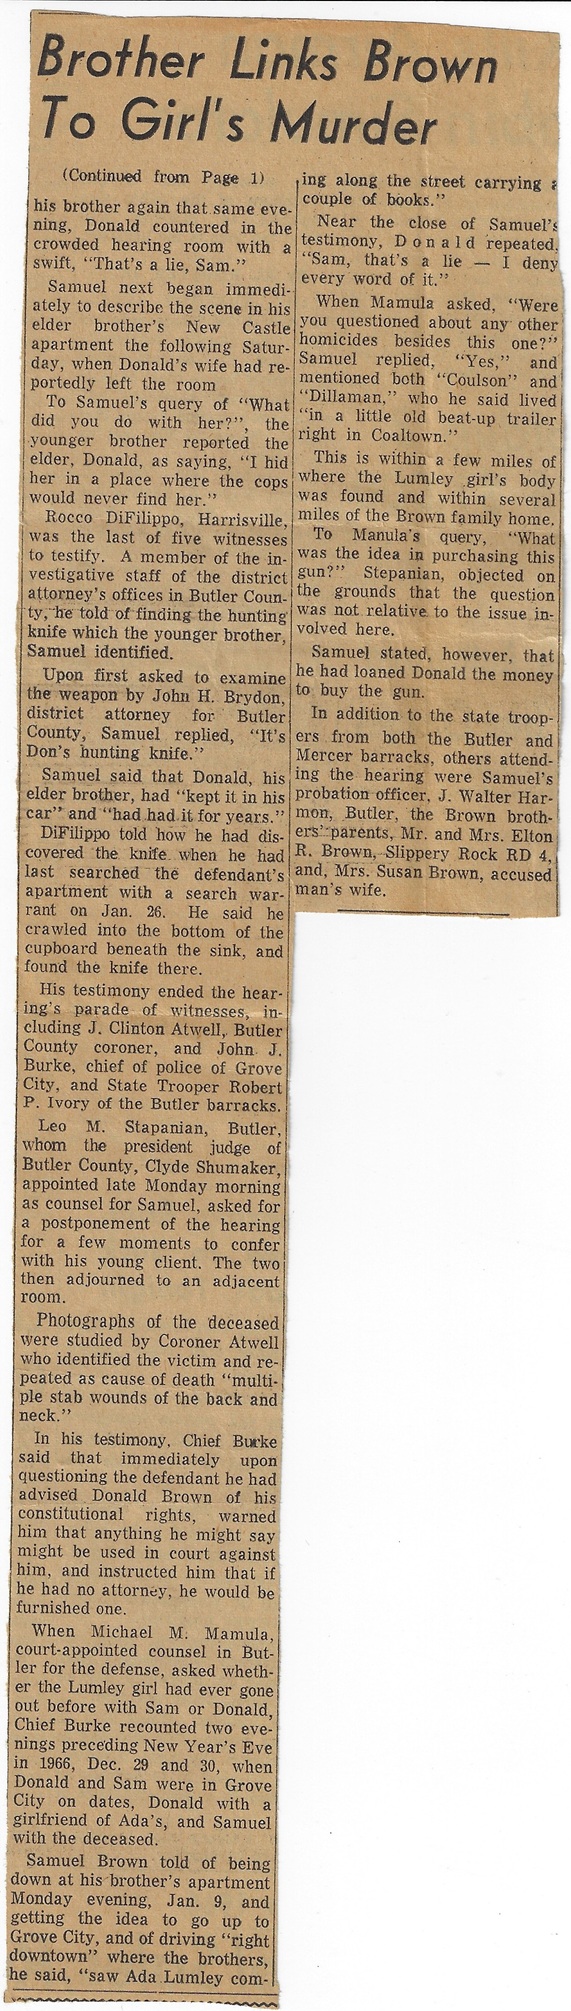 Brother Links Brown
To Girl's Murder
(Continued from Page 1)
his brother again that same eve-
ning, Donald countered in the
crowded hearing room with a
swift, "That's a lie, Sam."
Samuel next began immedi-
ately to describe the scene in his
elder brother's New Castle
apartment the following Satur-
day, when Donald's wife had re-
portedly left the room
To Samuel's query of "What
did you do with her?", the
younger brother reported the
elder, Donald, as saying, "I hid
her in a place where the cops
would never find her."
Rocco DiFilippo, Harrisville,
was the last of five witnesses
to testify. A member of the in-
vestigative staff of the district
attorney's offices in Butler Coun-
ty, he told of finding the hunting
knife which the younger brother,
Samuel identified.
Upon first asked to examine
the weapon by John H. Brydon,
district attorney for Butler
County, Samuel replied, "It's
Don's hunting knife."
Samuel said that Donald, his
elder brother, had "kept it in his
car" and "had had it for years."
DiFilippo told how he had dis-
covered the knife when he had
last searched the defendant's
apartment with a search war-
rant on Jan. 26. He said he
crawled into the bottom of the
cupboard beneath the sink, and
found the knife there.
His testimony ended the hear-
ing's parade of witnesses, in-
cluding J. Clinton Atwell, Butler
County coroner, and John J.
Burke, chief of police of Grove
City, and State Trooper Robert
P. Ivory of the Butler barracks.
Leo M. Stapanian, Butler,
whom the president judge of
Butler County, Clyde Shumaker,
appointed late Monday morning
as counsel for Samuel, asked for
a postponement of the hearing
for a few moments to confer
with his young client. The two
then adjourned to an adjacent
room.
Photographs of the deceased
were studied by Coroner Atwell
who identified the victim and re-
peated as cause of death "multi-
ple stab wounds of the back and
neck."
In his testimony, Chief Burke
said that immediately upon
questioning the defendant he had
advised Donald Brown of his
constitutional rights, warned
him that anything he might say
might be used in court against
him, and instructed him that if
he had no attorney, he would be
furnished one.
When Michael M. Mamula,
court-appointed counsel in But-
ler for the defense, asked wheth-
er the Lumley girl had ever gone
out before with Sam or Donald,
Chief Burke recounted two eve-
nings preceding New Year's Eve
in 1966, Dec. 29 and 30, when
Donald and Sam were in Grove
City on dates, Donald with a
girlfriend of Ada's, and Samuel
with the deceased.
Samuel Brown told of being
down at his brother's apartment
Monday evening, Jan. 9, and
getting the idea to go up to
Grove City, and of driving "right
downtown" where the brothers,
he said, "saw Ada Lumley com-
ing along the street carrying a
couple of books."
Near the close of Samuel's
testimony, Donald repeated,
"Sam, that's a lie — I deny
every word of it."
When Mamula asked, "Were
you questioned about any other
homicides besides this one?"
Samuel replied, "Yes," and
mentioned both "Coulson" and
"Dillaman," who he said lived
"in a little old beat-up trailer
right in Coaltown."
This is within a few miles of
where the Lumley girl's body
was found and within several
miles of the Brown family home.
To Manula's query, "What
was the idea in purchasing this
gun?" Stepanian, objected on
the grounds that the question
was not relative to the issue in-
volved here.
Samuel stated, however, that
he had loaned Donald the money
to buy the gun.
In addition to the state troop-
ers from both the Butler and
Mercer barracks, others attend-
ing the hearing were Samuel's
probation officer, J. Walter Har-
mon, Butler, the Brown broth-
ers' parents, Mr. and Mrs. Elton
R. Brown, Slippery Rock RD 4,
and, Mrs. Susan Brown, accused
man's wife.